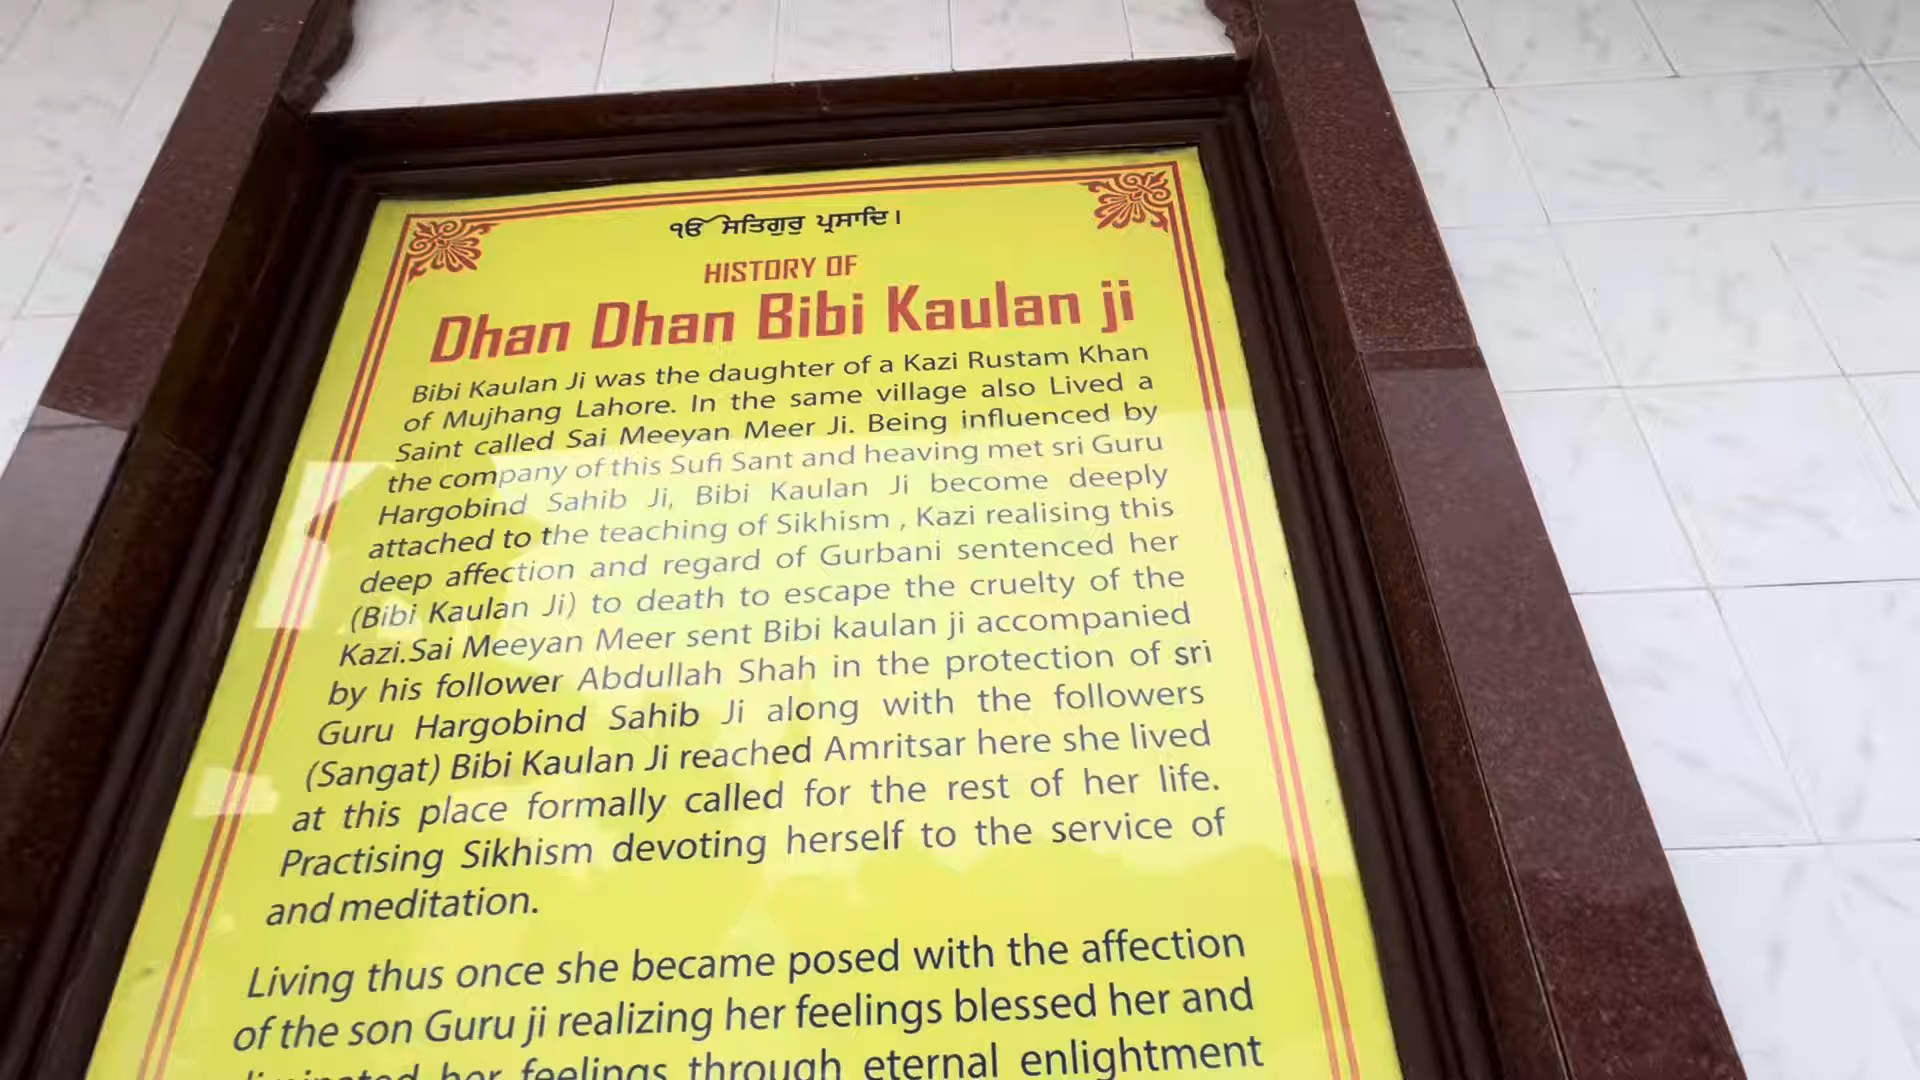 ੴ ਸਤਿਗੁਰੁ ਪ੍ਰਸਾਦਿ।
HISTORY OF
Dhan Dhan Bibi Kaulan ji
Bibi Kaulan Ji was the daughter of a Kazi Rustam Khan
of Mujhang Lahore. In the same village also Lived a
Saint called Sai Meeyan Meer Ji. Being influenced by
the company of this Sufi Sant and heaving met sri Guru
Hargobind Sahib Ji, Bibi Kaulan Ji become deeply
attached to the teaching of Sikhism , Kazi realising this
deep affection and regard of Gurbani sentenced her
(Bibi Kaulan Ji) to death to escape the cruelty of the
Kazi.Sai Meeyan Meer sent Bibi kaulan ji accompanied
by his follower Abdullah Shah in the protection of sri
Guru Hargobind Sahib Ji along with the followers
(Sangat) Bibi Kaulan Ji reached Amritsar here she lived
at this place formally called for the rest of her life.
Practising Sikhism devoting herself to the service of
and meditation.
Living thus once she became posed with the affection
of the son Guru ji realizing her feelings blessed her and
her feelings through eternal enlightment